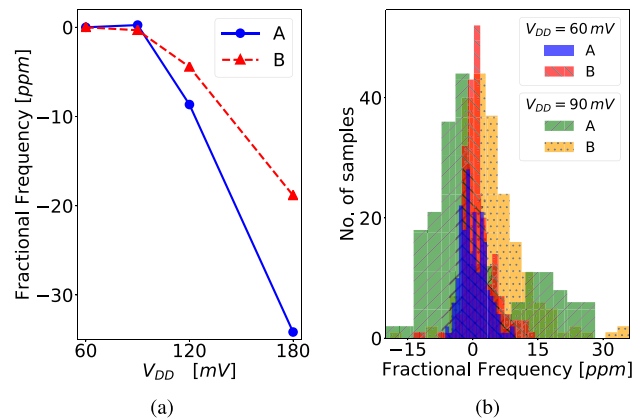 0
−10
−20
−30
Fractional Frequency [ppm]
A
B
60
90
120
180
V_DD [mV]
(a)
40
20
0
No. of samples
V_DD = 60 mV
A
B
V_DD = 90 mV
A
B
−15
0
15
30
Fractional Frequency [ppm]
(b)